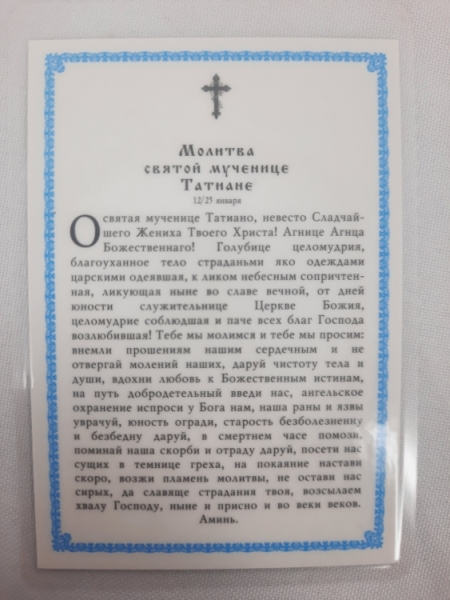 Молитва
святой мученице
Татиане
12/25 января
О святая мученице Татиано, невесто Сладчай-
шего Жениха Твоего Христа! Агнице Агнца
Божественнаго! Голубице целомудрия,
благоуханное тело страданьми яко одеждами
царскими одеявшая, к ликом небесным сопричтен-
ная, ликующая ныне во славе вечной, от дней
юности служительнице Церкве Божия,
целомудрие соблюдшая и паче всех благ Господа
возлюбившая! Тебе мы молимся и тебе мы просим:
внемли прошениям нашим сердечным и не
отвергай молений наших, даруй чистоту тела и
души, вдохни любовь к Божественным истинам,
на путь добродетельный введи нас, ангельское
охранение испроси у Бога нам, наша раны и язвы
уврачуй, юность огради, старость безболезненну
и безбедну даруй, в смертнем часе помози,
поминай наша скорби и отраду даруй, посети нас
сущих в темнице греха, на покаяние настави
скоро, возжи пламень молитвы, не остави нас
сирых, да славяще страдания твоя, возсылаем
хвалу Господу, ныне и присно и во веки веков.
Аминь.